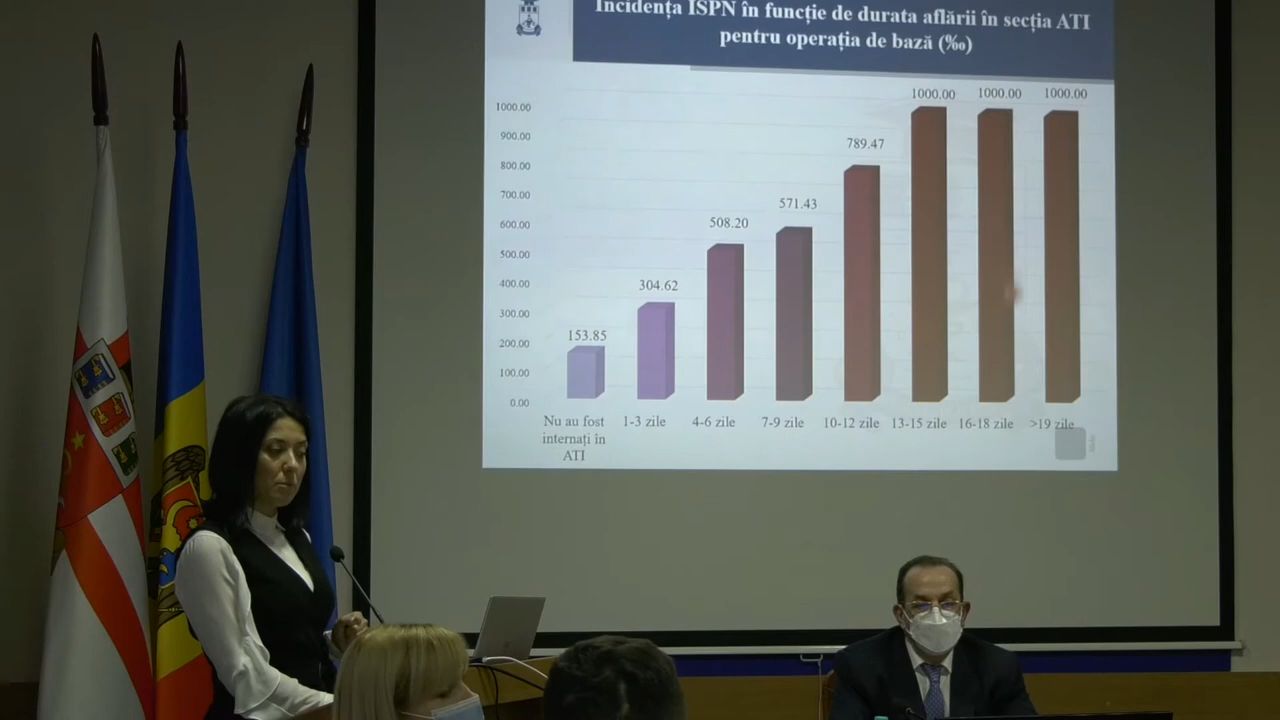 Incidența ISPN în funcție de durata aflării în secția ATI
pentru operația de bază (‰)
1000.00
900.00
800.00
700.00
600.00
500.00
400.00
300.00
200.00
100.00
0.00
153.85
304.62
508.20
571.43
789.47
1000.00
1000.00
1000.00
Nu au fost
internați în
ATI
1-3 zile
4-6 zile
7-9 zile
10-12 zile
13-15 zile
16-18 zile
>19 zile